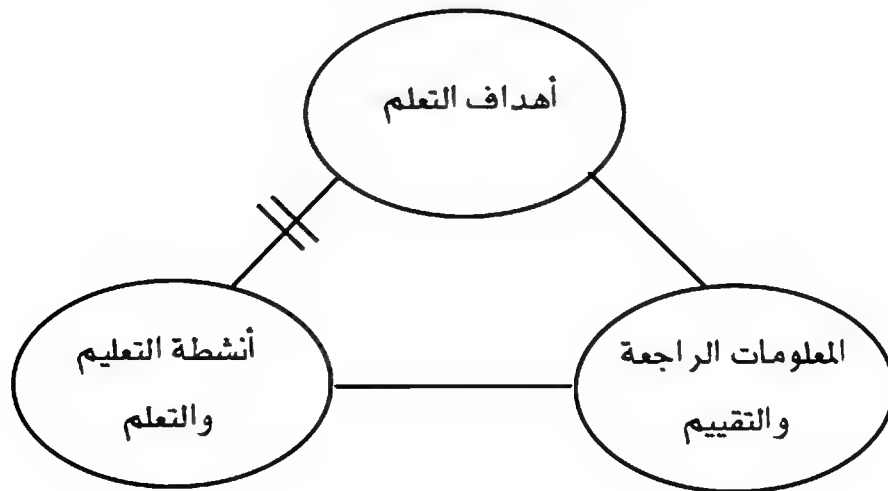 أهداف التعلم
أنشطة التعليم
والتعلم
المعلومات الراجعة
والتقييم